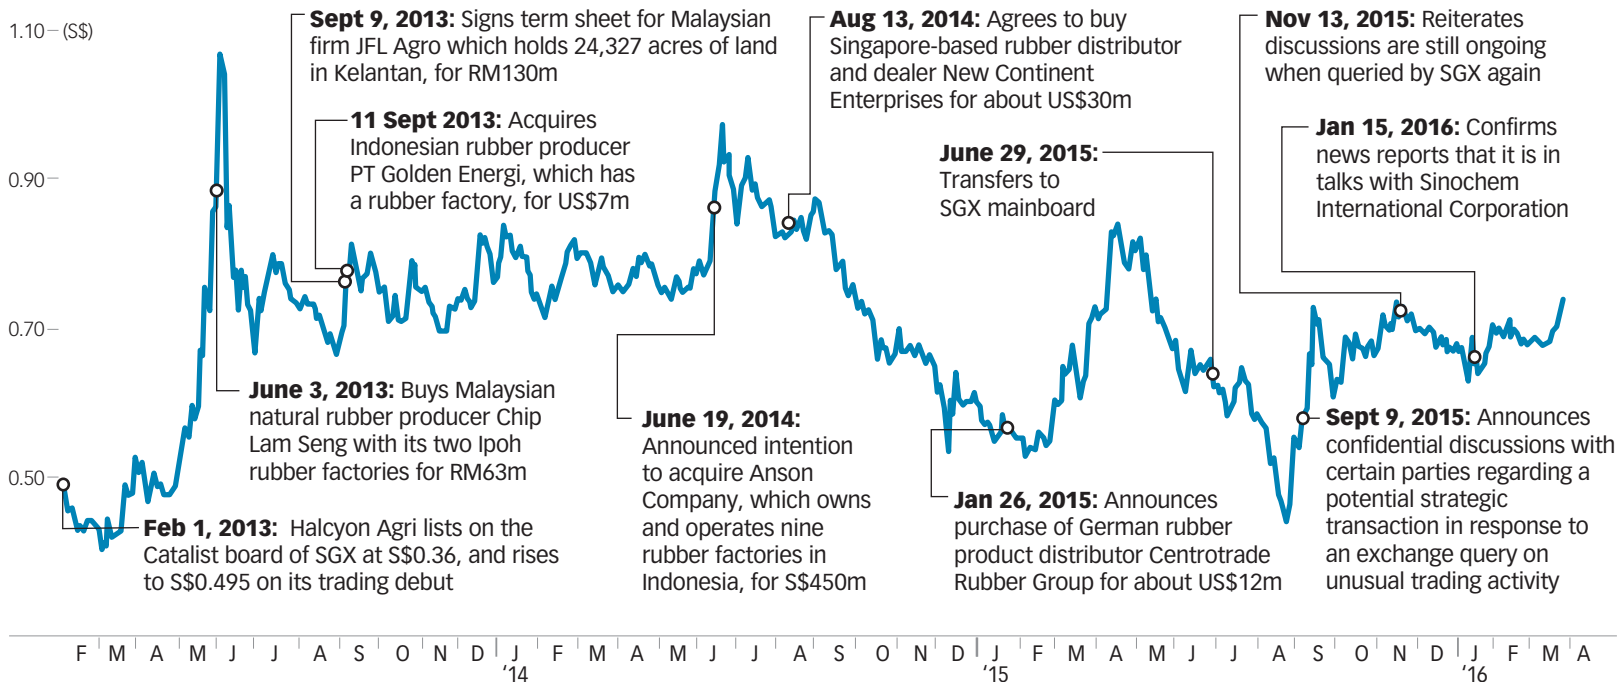 1.10
(S$)
0.90
0.70
0.50
Sept 9, 2013: Signs term sheet for Malaysian
firm JFL Agro which holds 24,327 acres of land
in Kelantan, for RM130m
11 Sept 2013: Acquires
Indonesian rubber producer
PT Golden Energi, which has
a rubber factory, for US$7m
Aug 13, 2014: Agrees to buy
Singapore-based rubber distributor
and dealer New Continent
Enterprises for about US$30m
June 29, 2015:
Transfers to
SGX mainboard
Nov 13, 2015: Reiterates
discussions are still ongoing
when queried by SGX again
Jan 15, 2016: Confirms
news reports that it is in
talks with Sinochem
International Corporation
June 3, 2013: Buys Malaysian
natural rubber producer Chip
Lam Seng with its two Ipoh
rubber factories for RM63m
Feb 1, 2013: Halcyon Agri lists on the
Catalist board of SGX at S$0.36, and rises
to S$0.495 on its trading debut
June 19, 2014:
Announced intention
to acquire Anson
Company, which owns
and operates nine
rubber factories in
Indonesia, for S$450m
Jan 26, 2015: Announces
purchase of German rubber
product distributor Centrotrade
Rubber Group for about US$12m
Sept 9, 2015: Announces
confidential discussions with
certain parties regarding a
potential strategic
transaction in response to
an exchange query on
unusual trading activity
F M A M J J A S O N D J F M A M J J A S O N D J F M A M J J A S O N D J F M A
'14 '15 '16